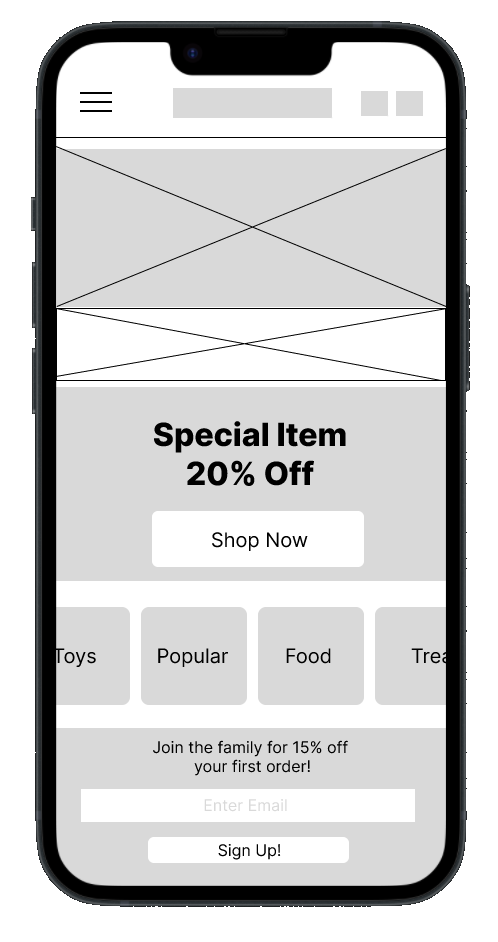 Special Item
20% Off
Shop Now
Toys
Popular
Food
Trea
Join the family for 15% off
your first order!
Enter Email
Sign Up!